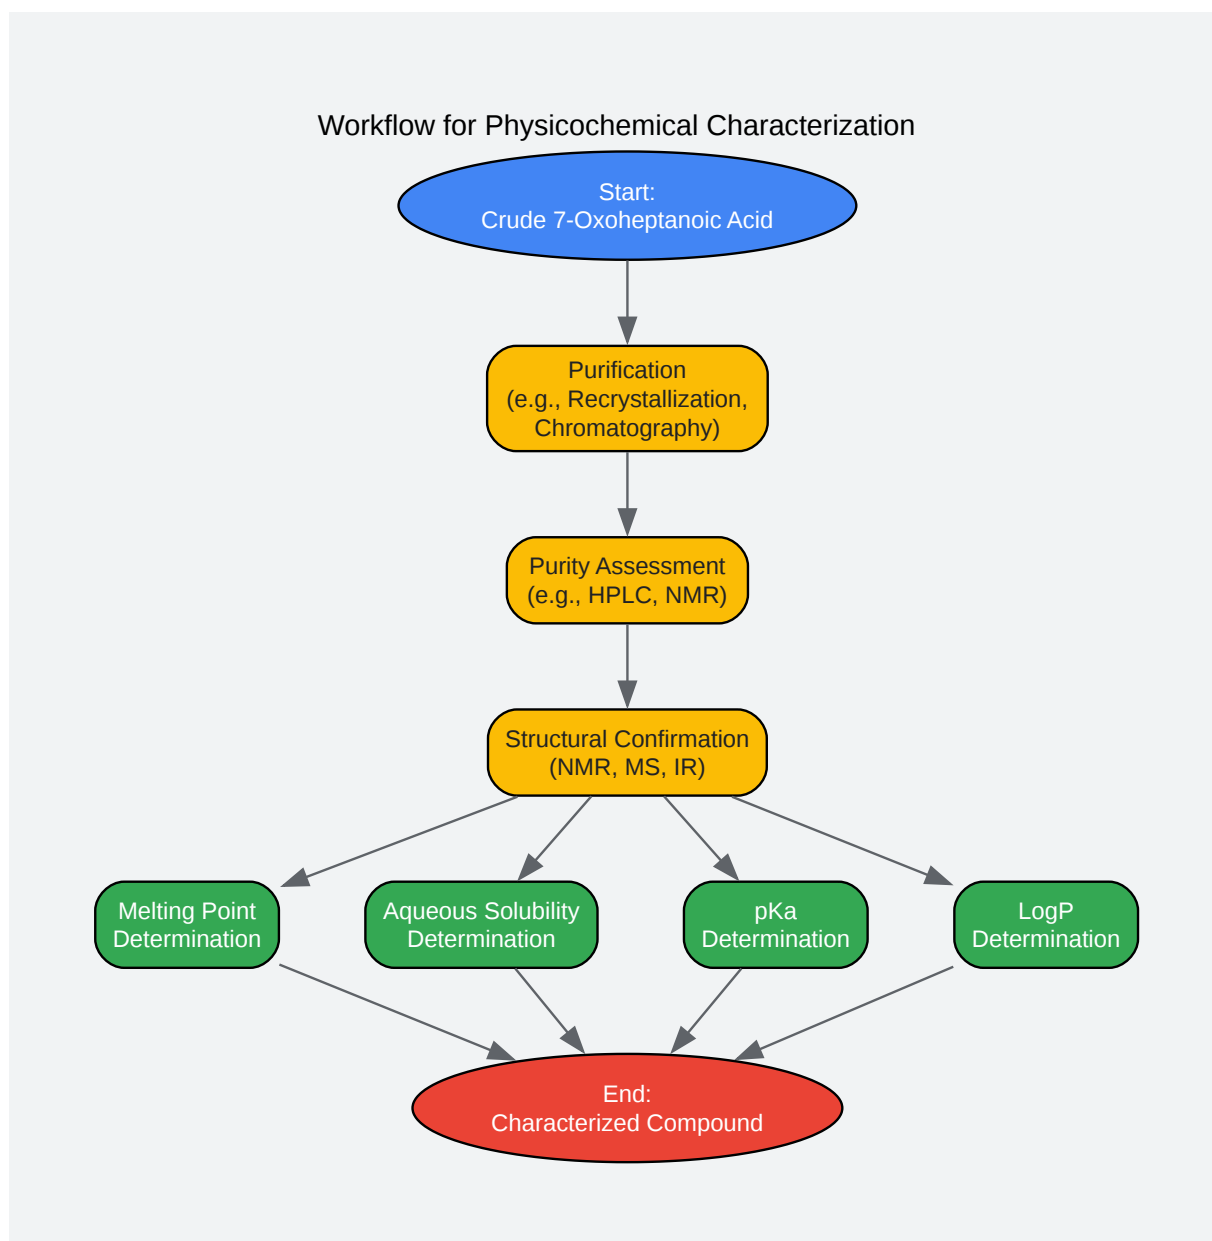 Workflow for Physicochemical Characterization
Start:
Crude 7-Oxoheptanoic Acid
Purification
(e.g., Recrystallization,
Chromatography)
Purity Assessment
(e.g., HPLC, NMR)
Structural Confirmation
(NMR, MS, IR)
Melting Point
Determination
Aqueous Solubility
Determination
pKa
Determination
LogP
Determination
End:
Characterized Compound